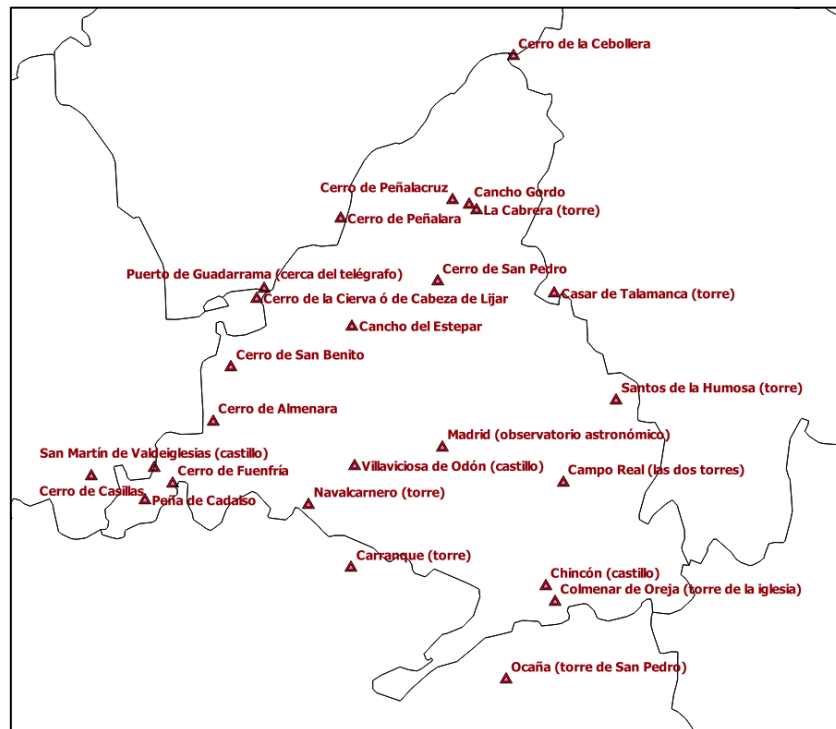 Cerro de la Cebollera
Cerro de Peñalacruz
Cancho Gordo
La Cabrera (torre)
Cerro de Peñalara
Cerro de San Pedro
Puerto de Guadarrama (cerca del telégrafo)
Casar de Talamanca (torre)
Cerro de la Cierva ó de Cabeza de Lijar
Cancho del Estepar
Cerro de San Benito
Santos de la Humosa (torre)
Cerro de Almenara
Madrid (observatorio astronómico)
San Martín de Valdeiglesias (castillo)
Villaviciosa de Odón (castillo)
Cerro de Fuenfría
Campo Real (las dos torres)
Cerro de Casillas
Peña de Cadalso
Navalcarnero (torre)
Carranque (torre)
Chincón (castillo)
Colmenar de Oreja (torre de la iglesia)
Ocaña (torre de San Pedro)